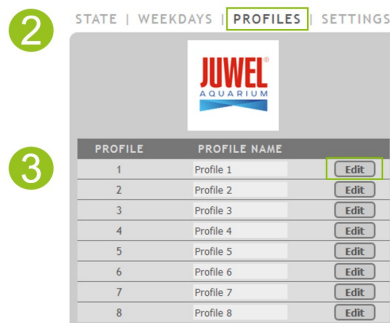 2
STATE | WEEKDAYS | PROFILES | SETTINGS
JUWEL
AQUARIUM
PROFILE PROFILE NAME
3
1 Profile 1 Edit
2 Profile 2 Edit
3 Profile 3 Edit
4 Profile 4 Edit
5 Profile 5 Edit
6 Profile 6 Edit
7 Profile 7 Edit
8 Profile 8 Edit